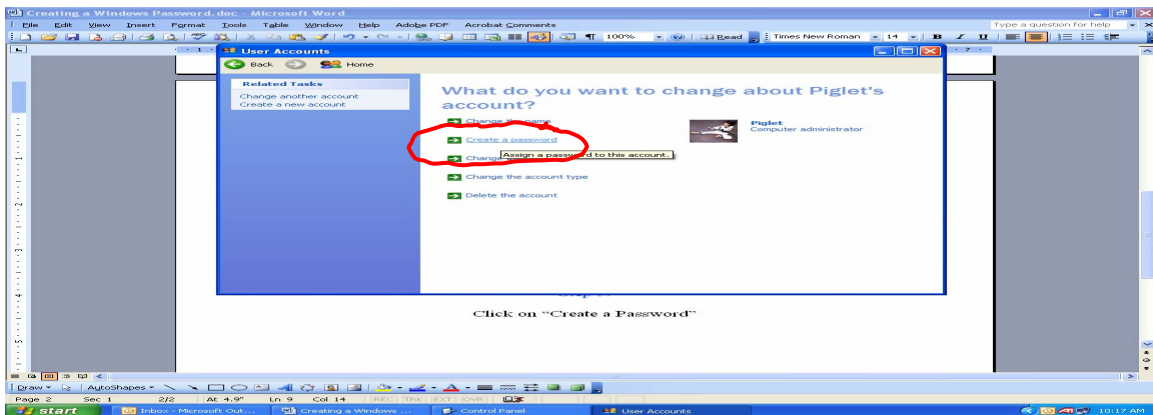 Creating a Windows Password.doc - Microsoft Word
File Edit View Insert Format Tools Table Window Help Adobe PDF Acrobat Comments
Type a question for help
100%
Read
Times New Roman
14
B I U
User Accounts
Back
Home
Related Tasks
Change another account
Create a new account
What do you want to change about Piglet's
account?
Change the name
Create a password
Assign a password to this account.
Change
Change the account type
Delete the account
Piglet
Computer administrator
Click on "Create a Password"
Draw
AutoShapes
Page 2 Sec 1 2/2 At 4.9" Ln 9 Col 14 REC TRK EXT OVR
start
Inbox - Microsoft Out...
Creating a Windows ...
Control Panel
User Accounts
10:17 AM